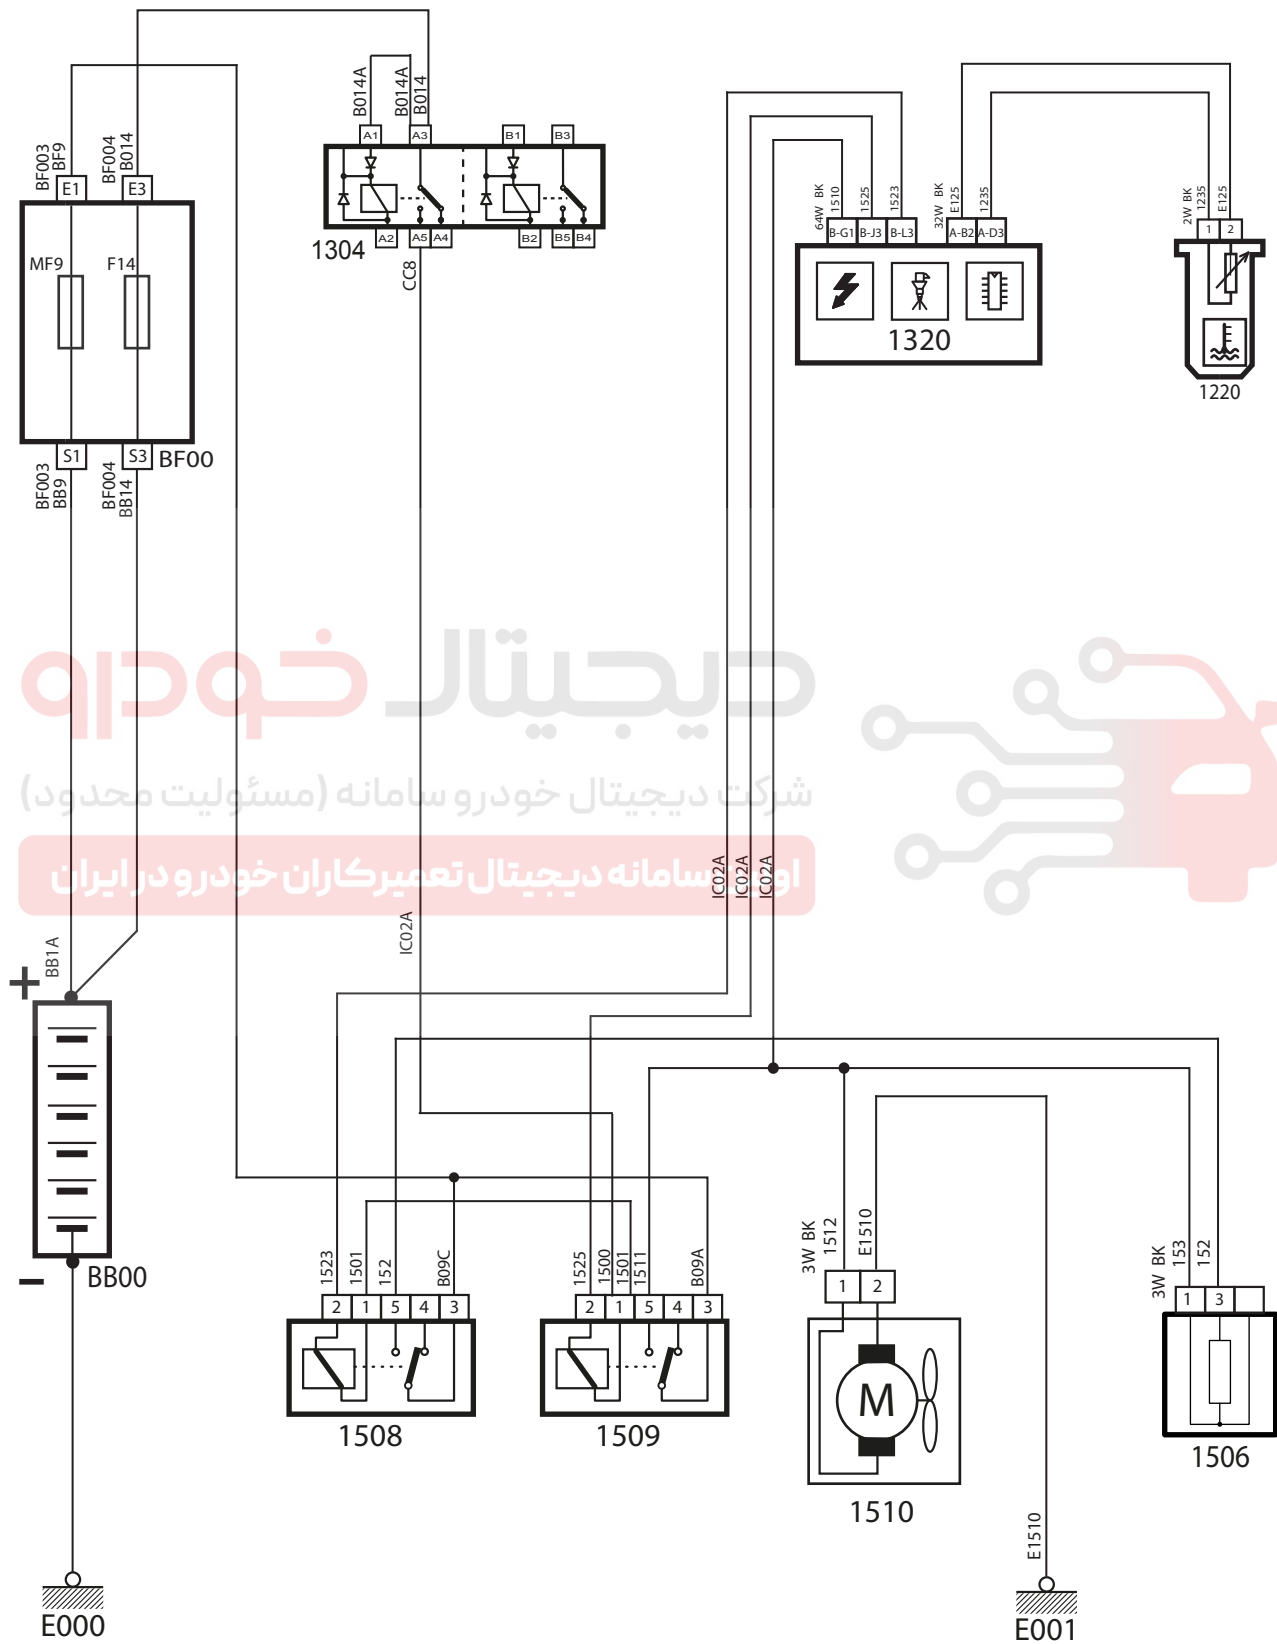 B014A
B014A
B014
BF003
BF9
BF004
B014
E1
E3
A1
A3
B1
B3
A2
A5
A4
B2
B5
B4
1304
CC8
MF9
F14
S1
S3
BF00
BF003
BB9
BF004
BB14
64W BK
1510
1525
1523
32W BK
E125
1235
B-G1
B-J3
B-L3
A-B2
A-D3
1320
2W BK
1235
E125
1
2
1220
دیجیتال خودرو
شرکت دیجیتال خودرو سامانه (مسئولیت محدود)
اولین سامانه دیجیتال تعمیرکاران خودرو در ایران
IC02A
IC02A
IC02A
IC02A
BB1A
+
−
BB00
1523
1501
152
B09C
2
1
5
4
3
1508
1525
1500
1501
1511
B09A
2
1
5
4
3
1509
3W BK
1512
E1510
1
2
M
1510
3W BK
153
152
1
3
1506
E1510
E000
E001